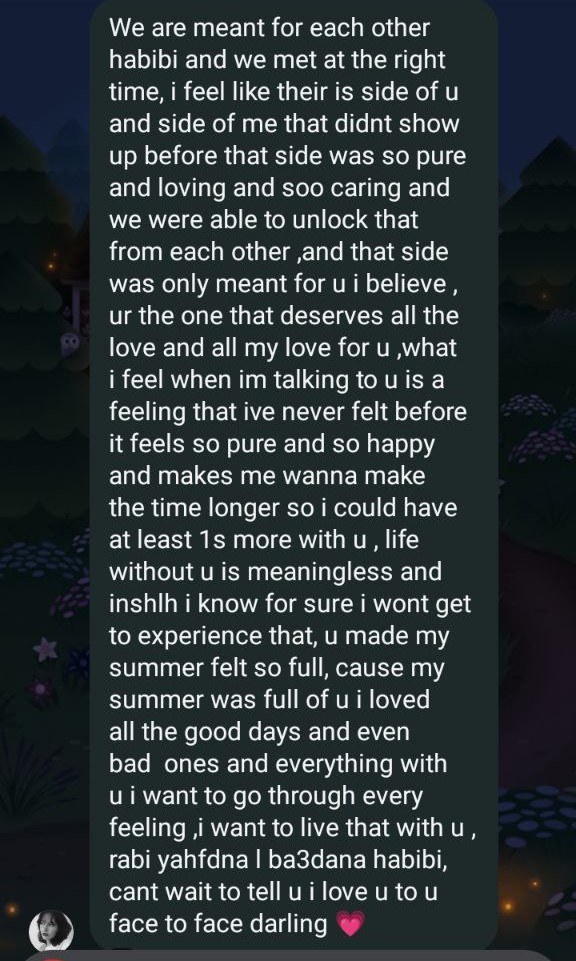 We are meant for each other
habibi and we met at the right
time, i feel like their is side of u
and side of me that didnt show
up before that side was so pure
and loving and soo caring and
we were able to unlock that
from each other ,and that side
was only meant for u i believe ,
ur the one that deserves all the
love and all my love for u ,what
i feel when im talking to u is a
feeling that ive never felt before
it feels so pure and so happy
and makes me wanna make
the time longer so i could have
at least 1s more with u , life
without u is meaningless and
inshlh i know for sure i wont get
to experience that, u made my
summer felt so full, cause my
summer was full of u i loved
all the good days and even
bad  ones and everything with
u i want to go through every
feeling ,i want to live that with u ,
rabi yahfdna l ba3dana habibi,
cant wait to tell u i love u to u
face to face darling 💗